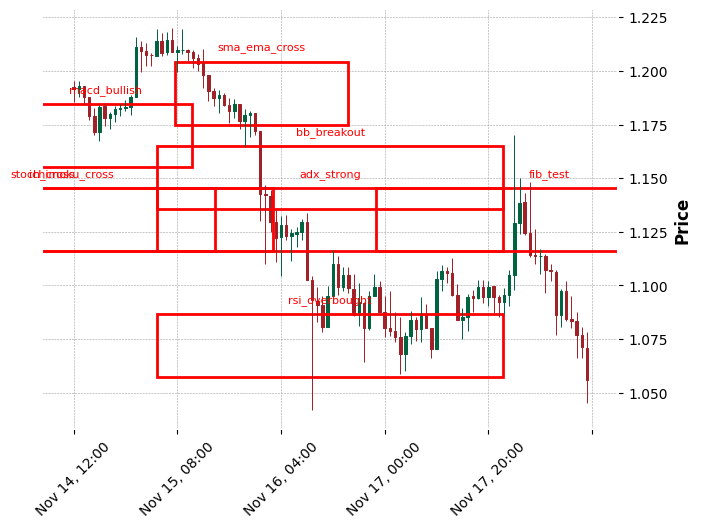 1.225
sma_ema_cross
1.200
macd_bullish
1.175
bb_breakout
stoch_cross
ichimoku_cross
adx_strong
fib_test
1.150
Price
1.125
1.100
rsi_overbought
1.075
1.050
Nov 14, 12:00
Nov 15, 08:00
Nov 16, 04:00
Nov 17, 00:00
Nov 17, 20:00